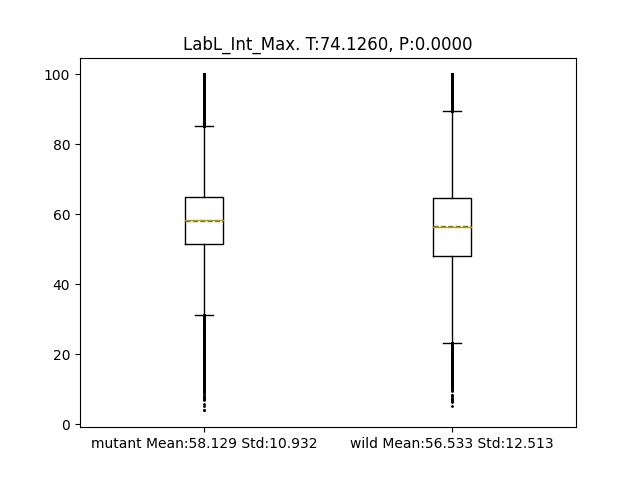 LabL_Int_Max. T:74.1260, P:0.0000
100
80
60
40
20
0
mutant Mean:58.129 Std:10.932
wild Mean:56.533 Std:12.513